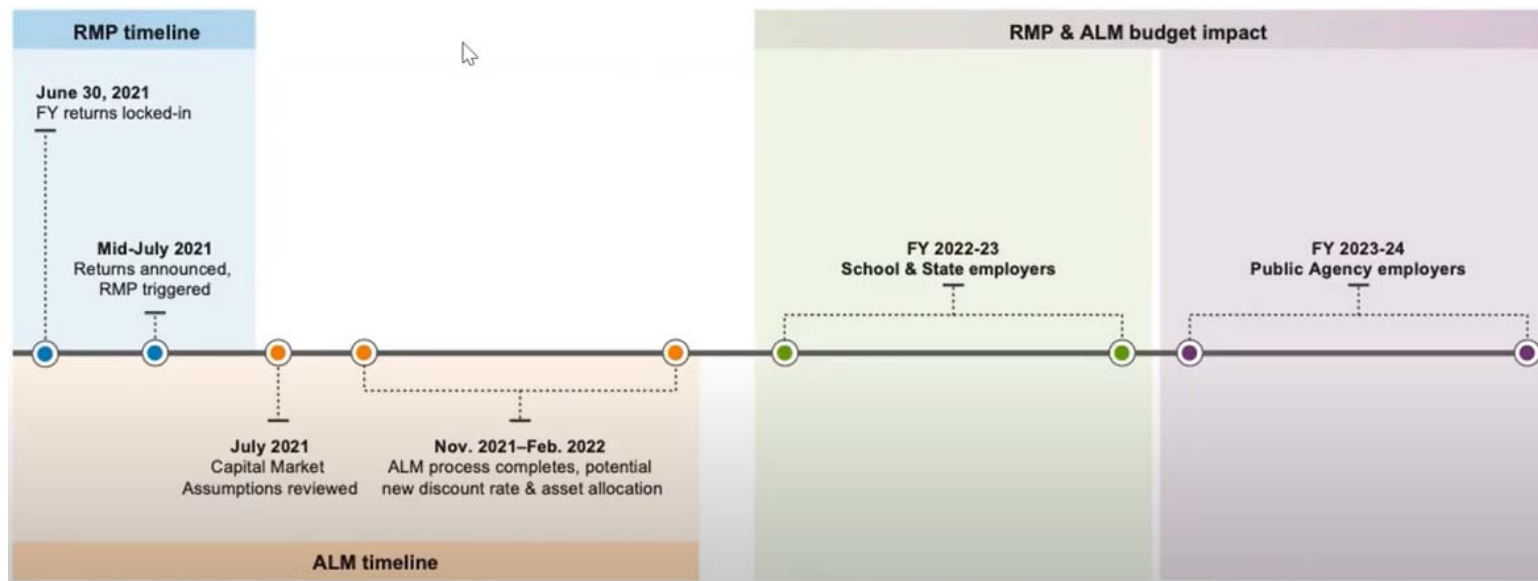 RMP timeline
RMP & ALM budget impact
June 30, 2021
FY returns locked-in
Mid-July 2021
Returns announced,
RMP triggered
FY 2022-23
School & State employers
FY 2023-24
Public Agency employers
July 2021
Capital Market
Assumptions reviewed
Nov. 2021–Feb. 2022
ALM process completes, potential
new discount rate & asset allocation
ALM timeline